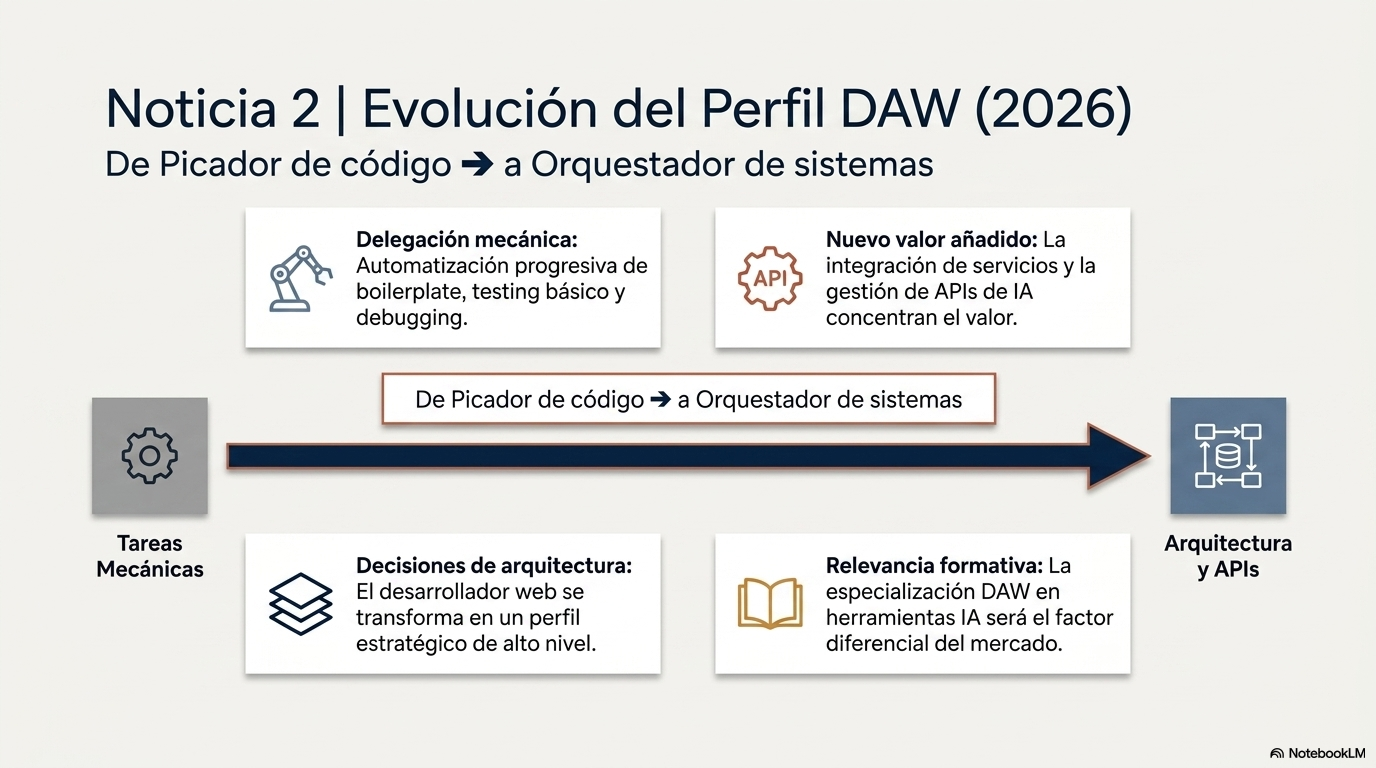 Noticia 2 | Evolución del Perfil DAW (2026)
De Picador de código ➔ a Orquestador de sistemas
Delegación mecánica:
Automatización progresiva de
boilerplate, testing básico y
debugging.
API
Nuevo valor añadido: La
integración de servicios y la
gestión de APIs de IA
concentran el valor.
De Picador de código ➔ a Orquestador de sistemas
Tareas
Mecánicas
Arquitectura
y APIs
Decisiones de arquitectura:
El desarrollador web se
transforma en un perfil
estratégico de alto nivel.
Relevancia formativa: La
especialización DAW en
herramientas IA será el factor
diferencial del mercado.
NotebookLM